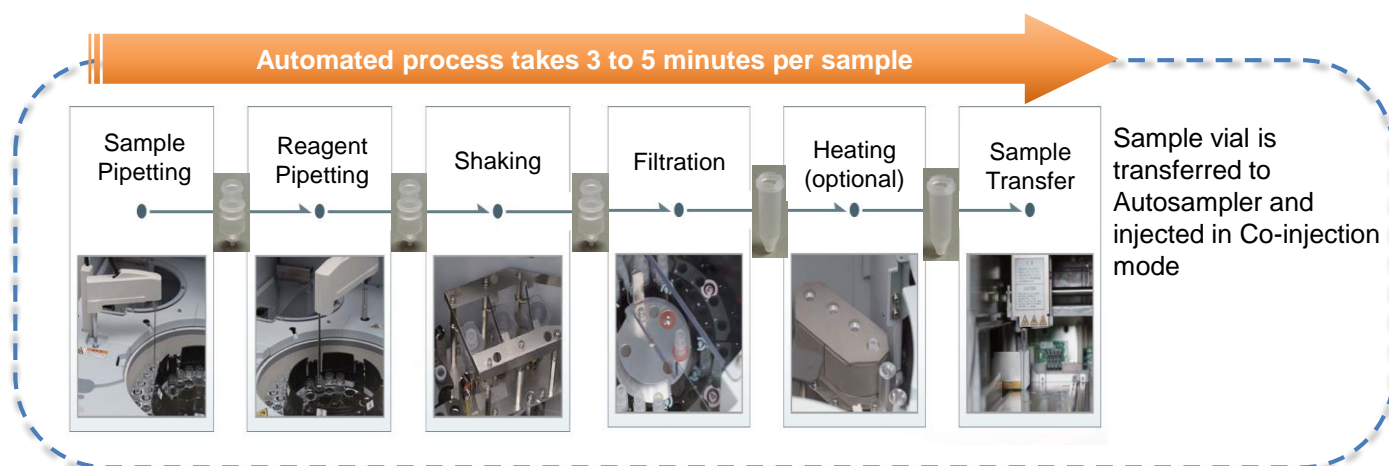 Automated process takes 3 to 5 minutes per sample
Sample
Pipetting
Reagent
Pipetting
Shaking
Filtration
Heating
(optional)
Sample
Transfer
Sample vial is
transferred to
Autosampler and
injected in Co-injection
mode